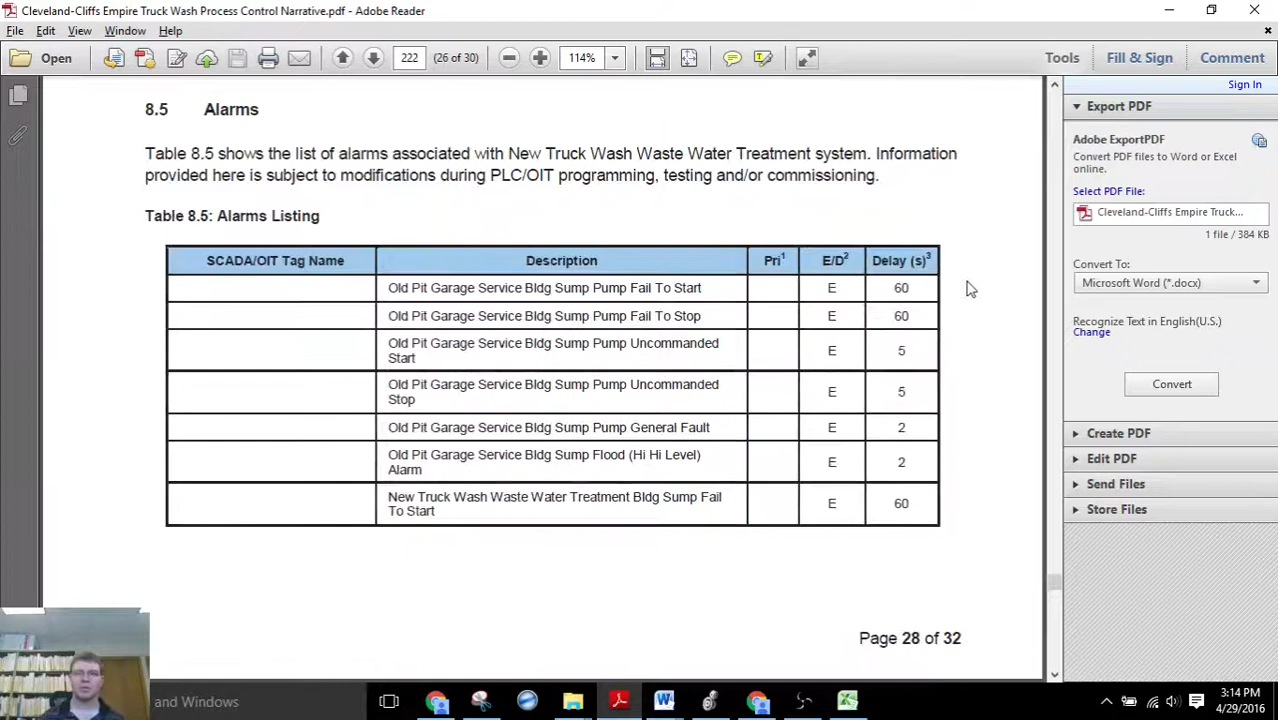 Cleveland-Cliffs Empire Truck Wash Process Control Narrative.pdf - Adobe Reader
File Edit View Window Help
Open 222 (26 of 30) 114% Tools Fill & Sign Comment
Sign In
8.5 Alarms
Table 8.5 shows the list of alarms associated with New Truck Wash Waste Water Treatment system. Information
provided here is subject to modifications during PLC/OIT programming, testing and/or commissioning.
Table 8.5: Alarms Listing
SCADA/OIT Tag Name Description Pri1 E/D2 Delay (s)3
Old Pit Garage Service Bldg Sump Pump Fail To Start E 60
Old Pit Garage Service Bldg Sump Pump Fail To Stop E 60
Old Pit Garage Service Bldg Sump Pump Uncommanded
Start E 5
Old Pit Garage Service Bldg Sump Pump Uncommanded
Stop E 5
Old Pit Garage Service Bldg Sump Pump General Fault E 2
Old Pit Garage Service Bldg Sump Flood (Hi Hi Level)
Alarm E 2
New Truck Wash Waste Water Treatment Bldg Sump Fail
To Start E 60
Page 28 of 32
Export PDF
Adobe ExportPDF
Convert PDF files to Word or Excel
online.
Select PDF File:
Cleveland-Cliffs Empire Truck...
1 file / 384 KB
Convert To:
Microsoft Word (*.docx)
Recognize Text in English(U.S.)
Change
Convert
Create PDF
Edit PDF
Send Files
Store Files
and Windows
3:14 PM
4/29/2016